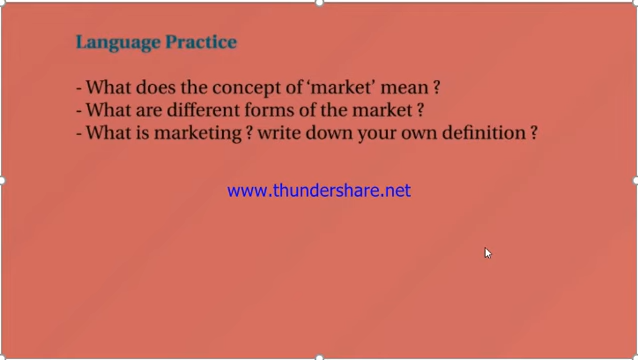 Language Practice
- What does the concept of ‘market’ mean ?
- What are different forms of the market ?
- What is marketing ? write down your own definition ?
www.thundershare.net